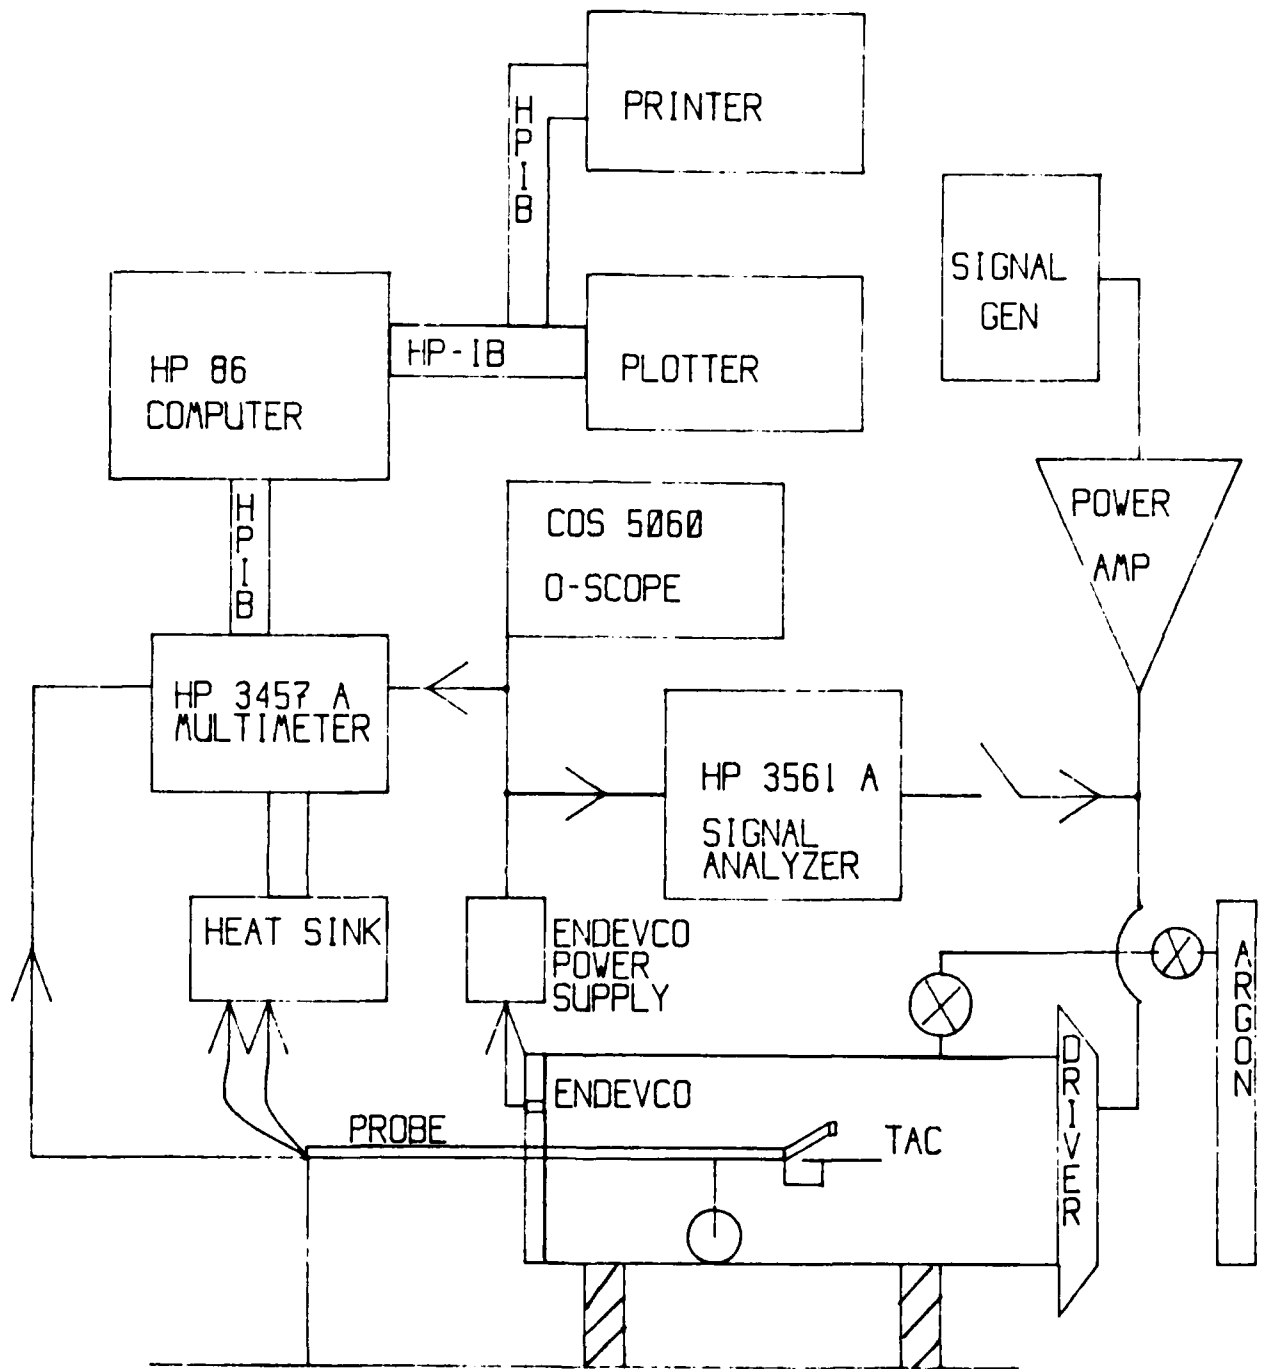 PRINTER
HPIB
SIGNAL
GEN
HP 86
COMPUTER
HP-IB
PLOTTER
HPIB
COS 5060
O-SCOPE
POWER
AMP
HP 3457 A
MULTIMETER
HP 3561 A
SIGNAL
ANALYZER
HEAT SINK
ENDEVCO
POWER
SUPPLY
ARGON
ENDEVCO
DRIVER
PROBE
TAC